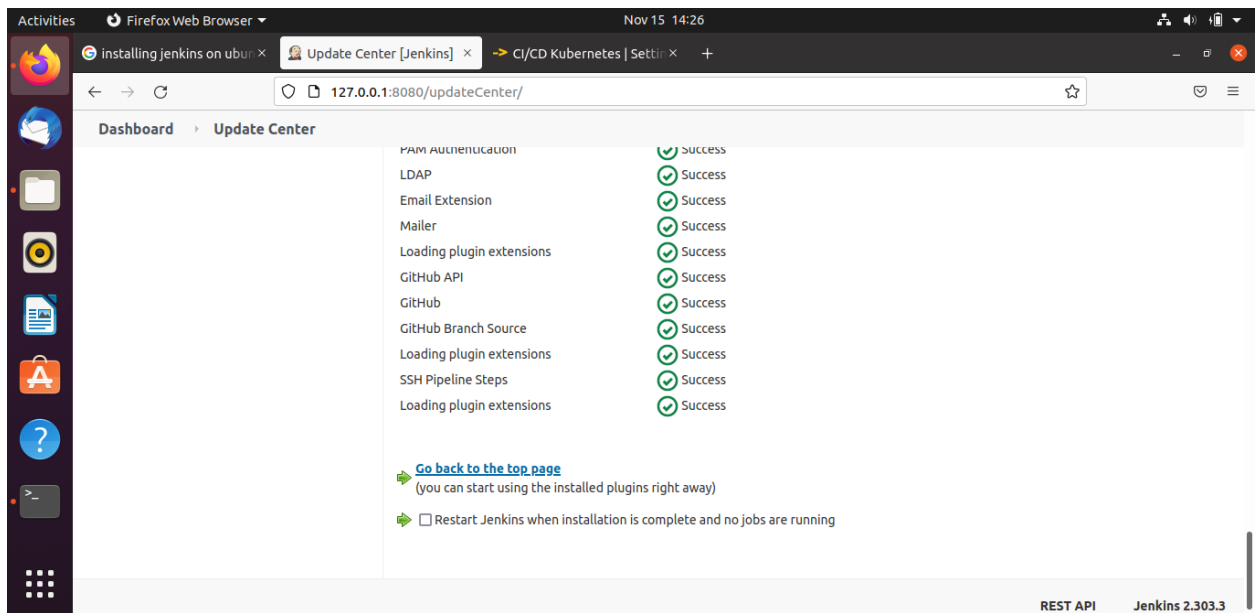 Activities Firefox Web Browser Nov 15 14:26
installing jenkins on ubun Update Center [Jenkins] CI/CD Kubernetes | Settin
127.0.0.1:8080/updateCenter/
Dashboard Update Center
PAM Authentication Success
LDAP Success
Email Extension Success
Mailer Success
Loading plugin extensions Success
GitHub API Success
GitHub Success
GitHub Branch Source Success
Loading plugin extensions Success
SSH Pipeline Steps Success
Loading plugin extensions Success
Go back to the top page
(you can start using the installed plugins right away)
Restart Jenkins when installation is complete and no jobs are running
REST API Jenkins 2.303.3